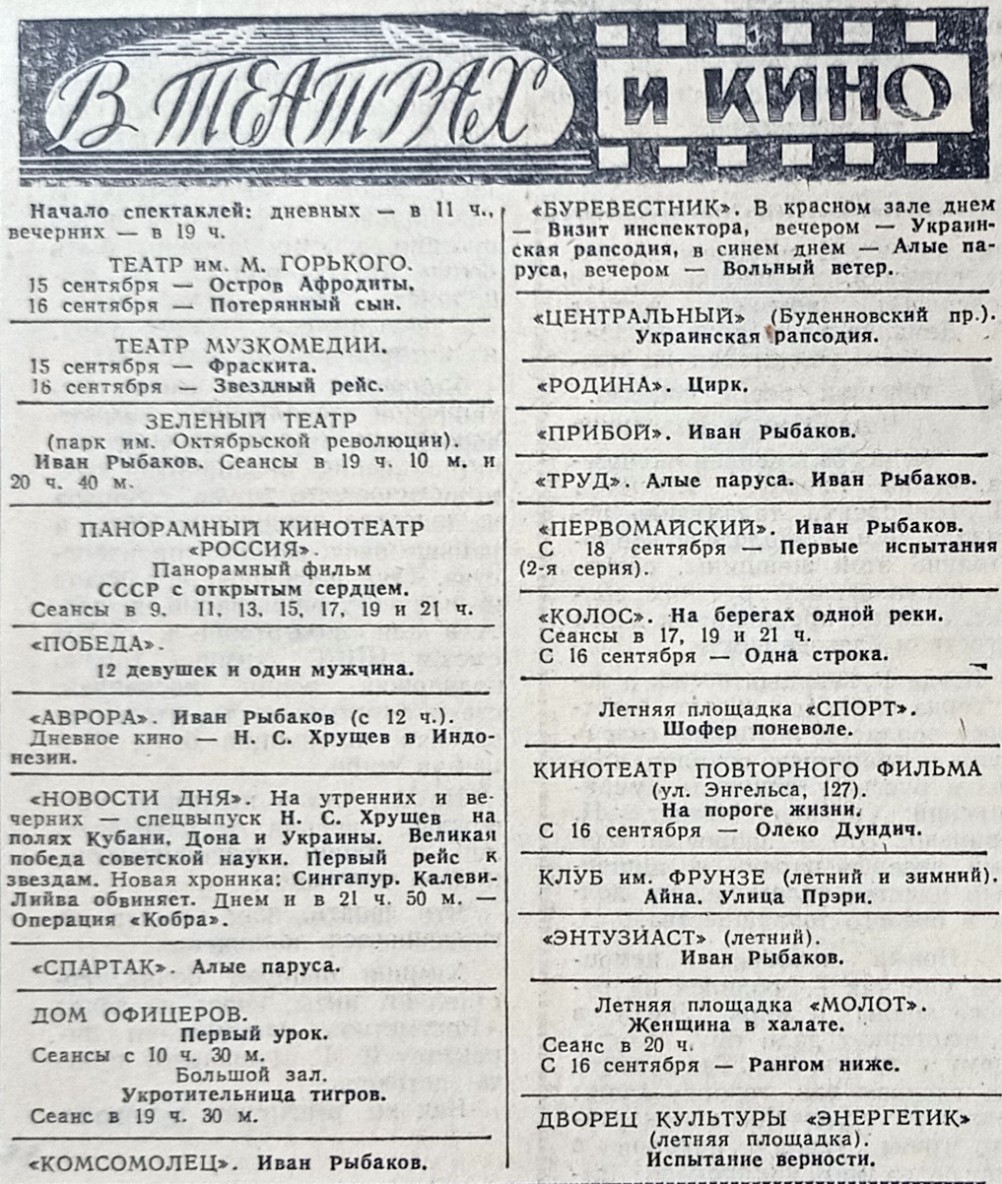 В ТЕАТРАХ И КИНО
Начало спектаклей: дневных — в 11 ч.,
вечерних — в 19 ч.
ТЕАТР им. М. ГОРЬКОГО.
15 сентября — Остров Афродиты.
16 сентября — Потерянный сын.
ТЕАТР МУЗКОМЕДИИ.
15 сентября — Фраскита.
16 сентября — Звездный рейс.
ЗЕЛЕНЫЙ ТЕАТР
(парк им. Октябрьской революции).
Иван Рыбаков. Сеансы в 19 ч. 10 м. и
20 ч. 40 м.
ПАНОРАМНЫЙ КИНОТЕАТР
«РОССИЯ».
Панорамный фильм
СССР с открытым сердцем.
Сеансы в 9, 11, 13, 15, 17, 19 и 21 ч.
«ПОБЕДА».
12 девушек и один мужчина.
«АВРОРА». Иван Рыбаков (с 12 ч.).
Дневное кино — Н. С. Хрущев в Индо-
незии.
«НОВОСТИ ДНЯ». На утренних и ве-
черних — спецвыпуск Н. С. Хрущев на
полях Кубани, Дона и Украины. Великая
победа советской науки. Первый рейс к
звездам. Новая хроника: Сингапур. Калеви-
Лийва обвиняет. Днем и в 21 ч. 50 м. —
Операция «Кобра».
«СПАРТАК». Алые паруса.
ДОМ ОФИЦЕРОВ.
Первый урок.
Сеансы с 10 ч. 30 м.
Большой зал.
Укротительница тигров.
Сеанс в 19 ч. 30 м.
«КОМСОМОЛЕЦ». Иван Рыбаков.
«БУРЕВЕСТНИК». В красном зале днем
— Визит инспектора, вечером — Украин-
ская рапсодия, в синем днем — Алые па-
руса, вечером — Вольный ветер.
«ЦЕНТРАЛЬНЫЙ» (Буденновский пр.).
Украинская рапсодия.
«РОДИНА». Цирк.
«ПРИБОЙ». Иван Рыбаков.
«ТРУД». Алые паруса. Иван Рыбаков.
«ПЕРВОМАЙСКИЙ». Иван Рыбаков.
С 18 сентября — Первые испытания
(2-я серия).
«КОЛОС». На берегах одной реки.
Сеансы в 17, 19 и 21 ч.
С 16 сентября — Одна строка.
Летняя площадка «СПОРТ».
Шофер поневоле.
КИНОТЕАТР ПОВТОРНОГО ФИЛЬМА
(ул. Энгельса, 127).
На пороге жизни.
С 16 сентября — Олеко Дундич.
КЛУБ им. ФРУНЗЕ (летний и зимний).
Айна. Улица Прэри.
«ЭНТУЗИАСТ» (летний).
Иван Рыбаков.
Летняя площадка «МОЛОТ».
Женщина в халате.
Сеанс в 20 ч.
С 16 сентября — Рангом ниже.
ДВОРЕЦ КУЛЬТУРЫ «ЭНЕРГЕТИК»
(летняя площадка).
Испытание верности.